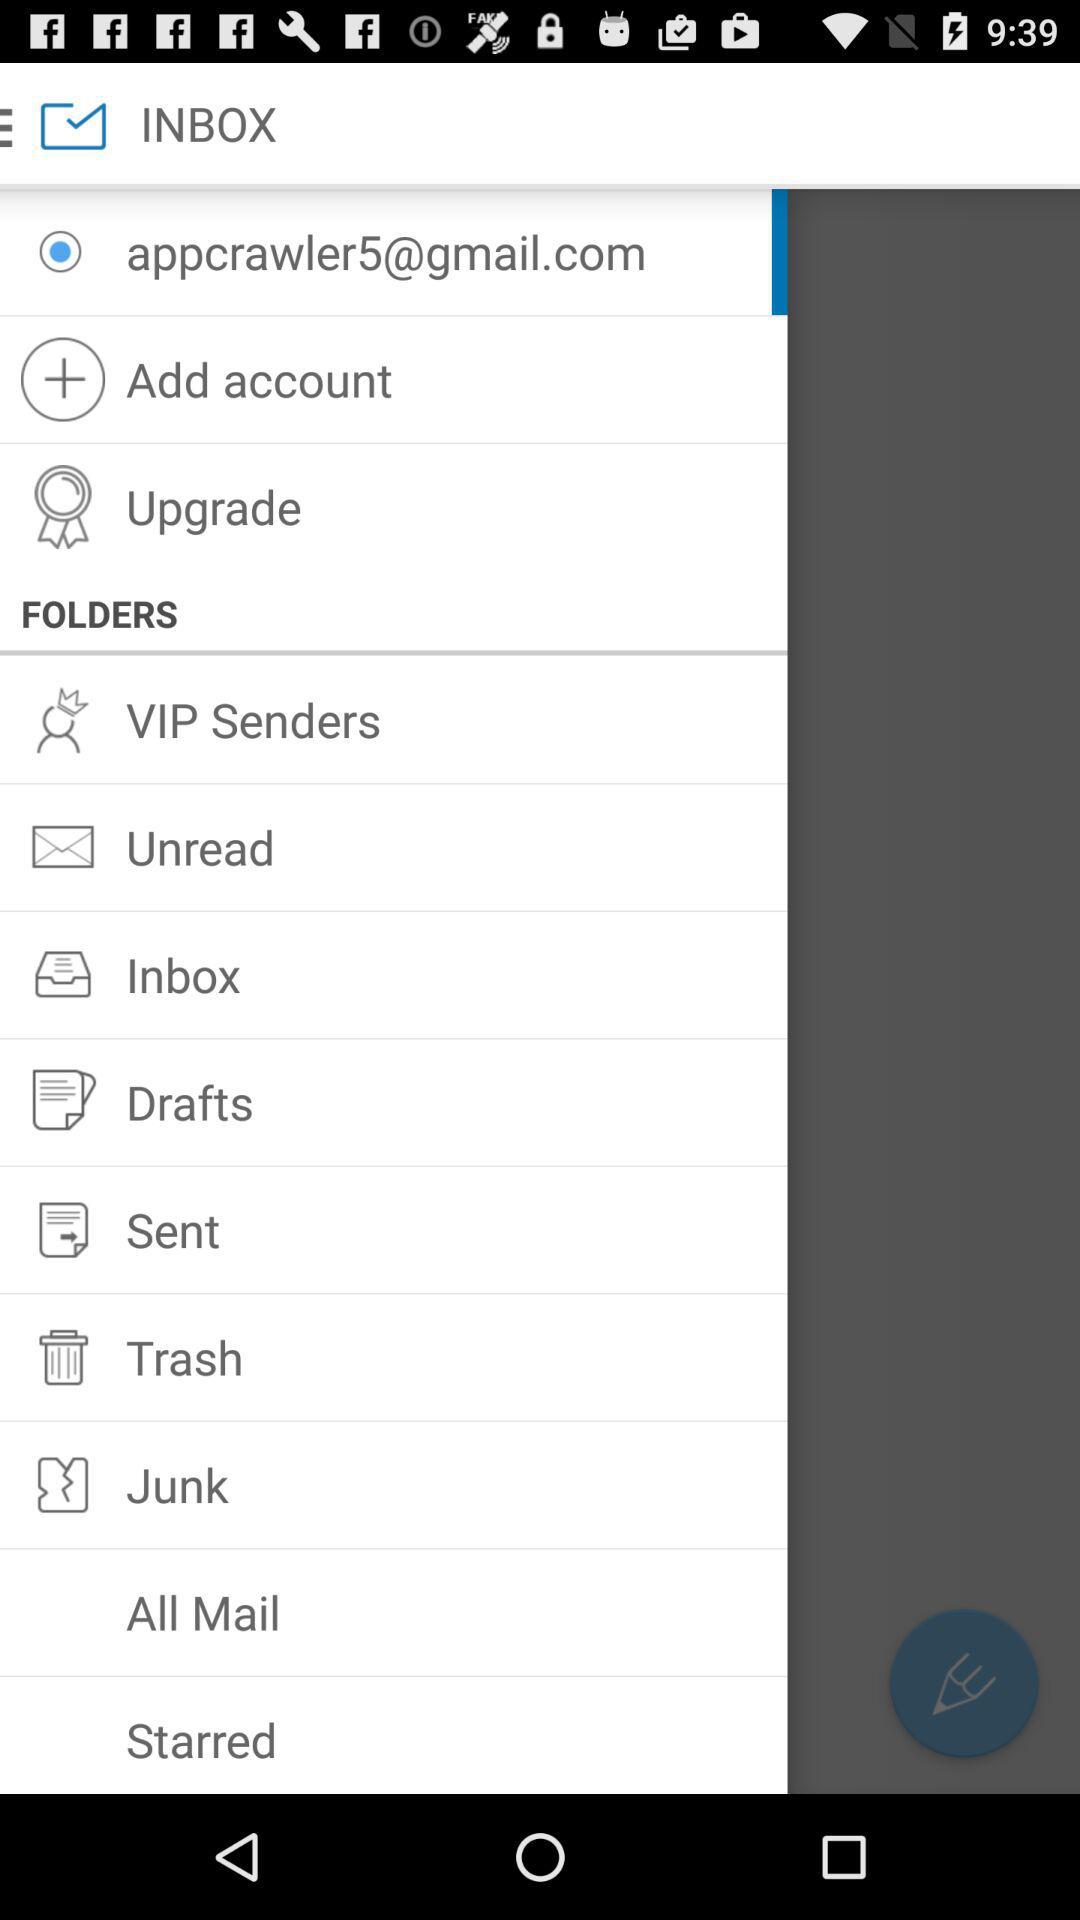 FAKE
9:39
INBOX
appcrawler5@gmail.com
Add account
Upgrade
FOLDERS
VIP Senders
Unread
Inbox
Drafts
Sent
Trash
Junk
All Mail
Starred